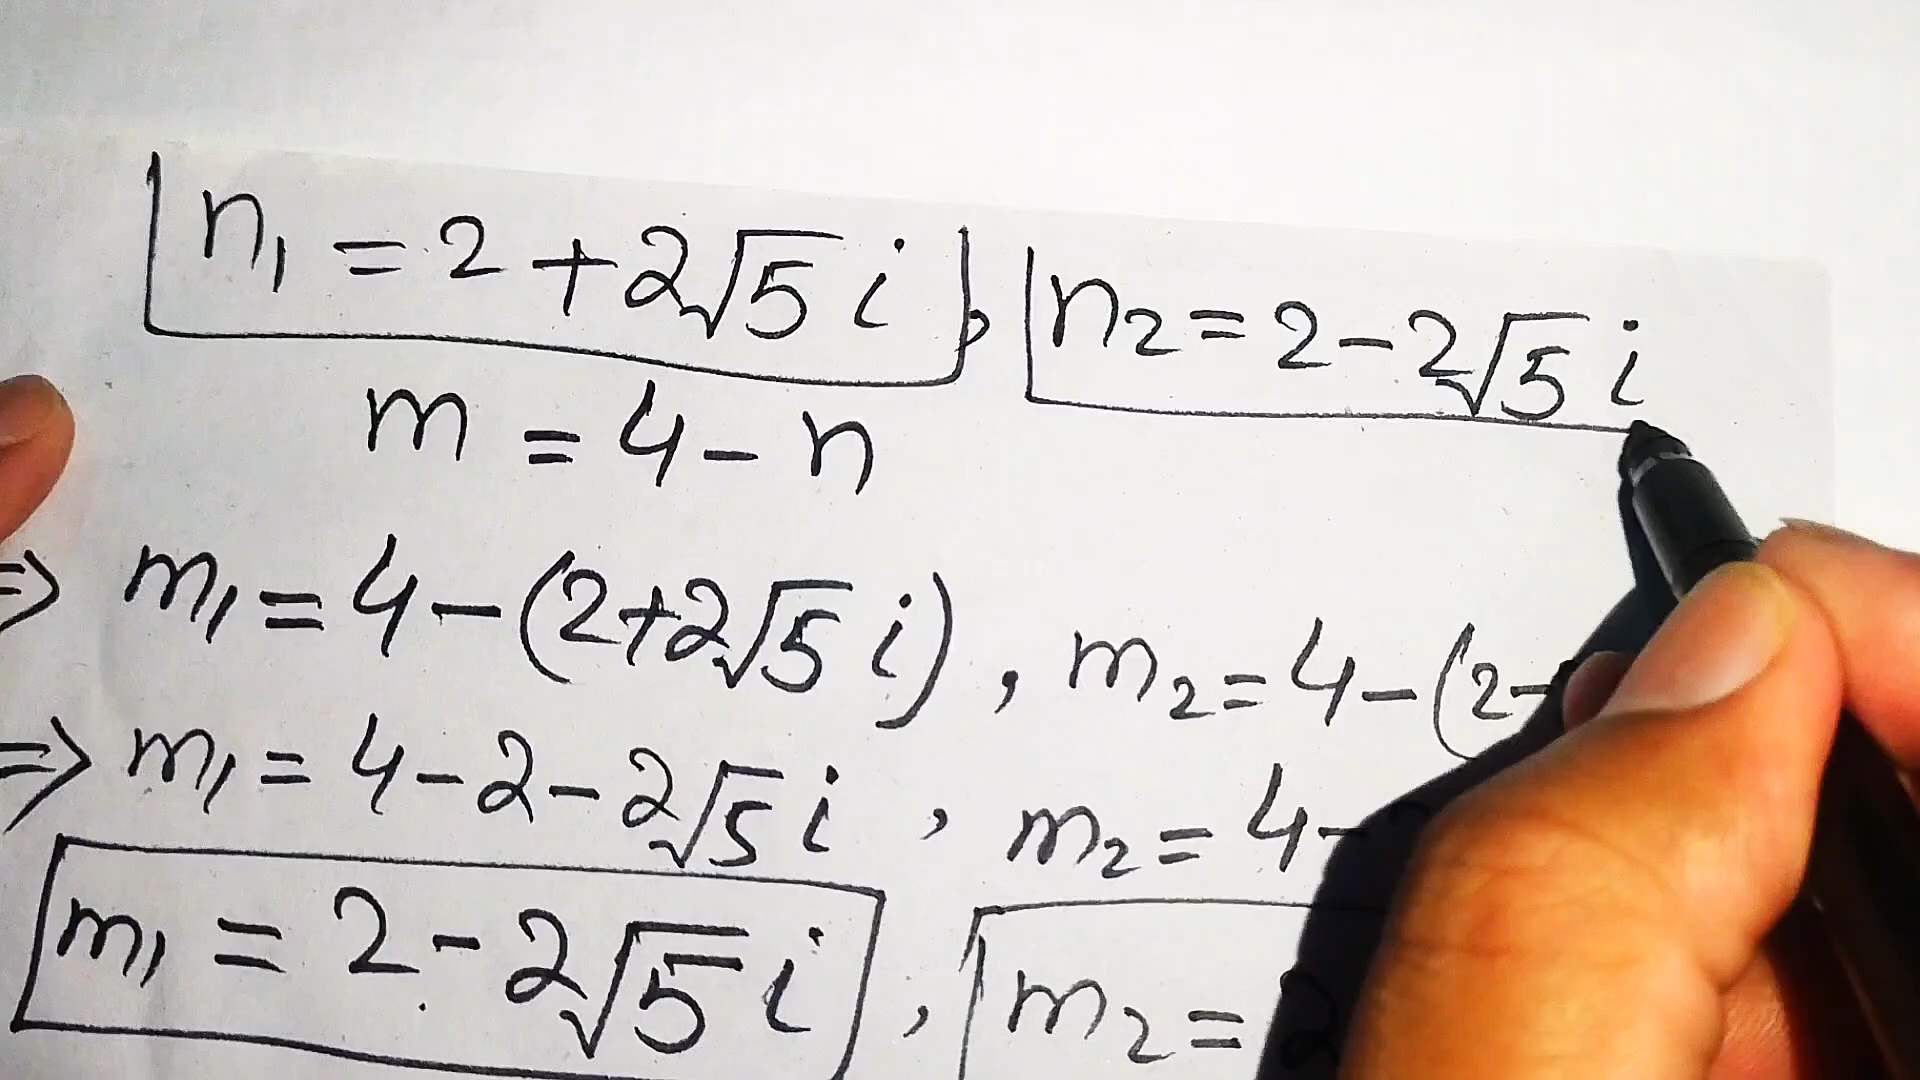 n₁ = 2 + 2√5 i, n₂ = 2 - 2√5 i
m = 4 - n
⇒ m₁ = 4 - (2+2√5 i), m₂ = 4 - (2-
⇒ m₁ = 4 - 2 - 2√5 i, m₂ = 4 -
m₁ = 2 - 2√5 i, m₂ =